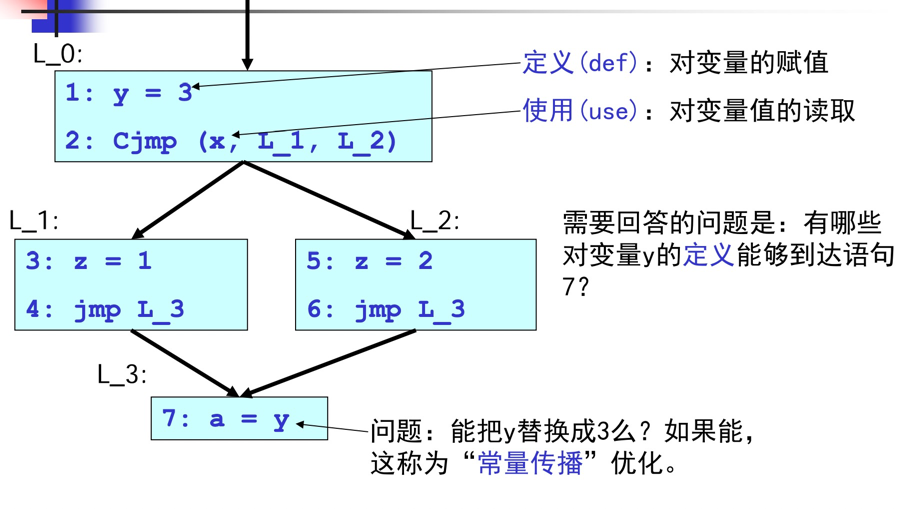 L_0:
定义(def)：对变量的赋值
1: y = 3
使用(use)：对变量值的读取
2: Cjmp (x, L_1, L_2)
L_1:
L_2:
3: z = 1
4: jmp L_3
5: z = 2
6: jmp L_3
需要回答的问题是：有哪些
对变量y的定义能够到达语句
7？
L_3:
7: a = y
问题：能把y替换成3么？如果能，
这称为“常量传播”优化。